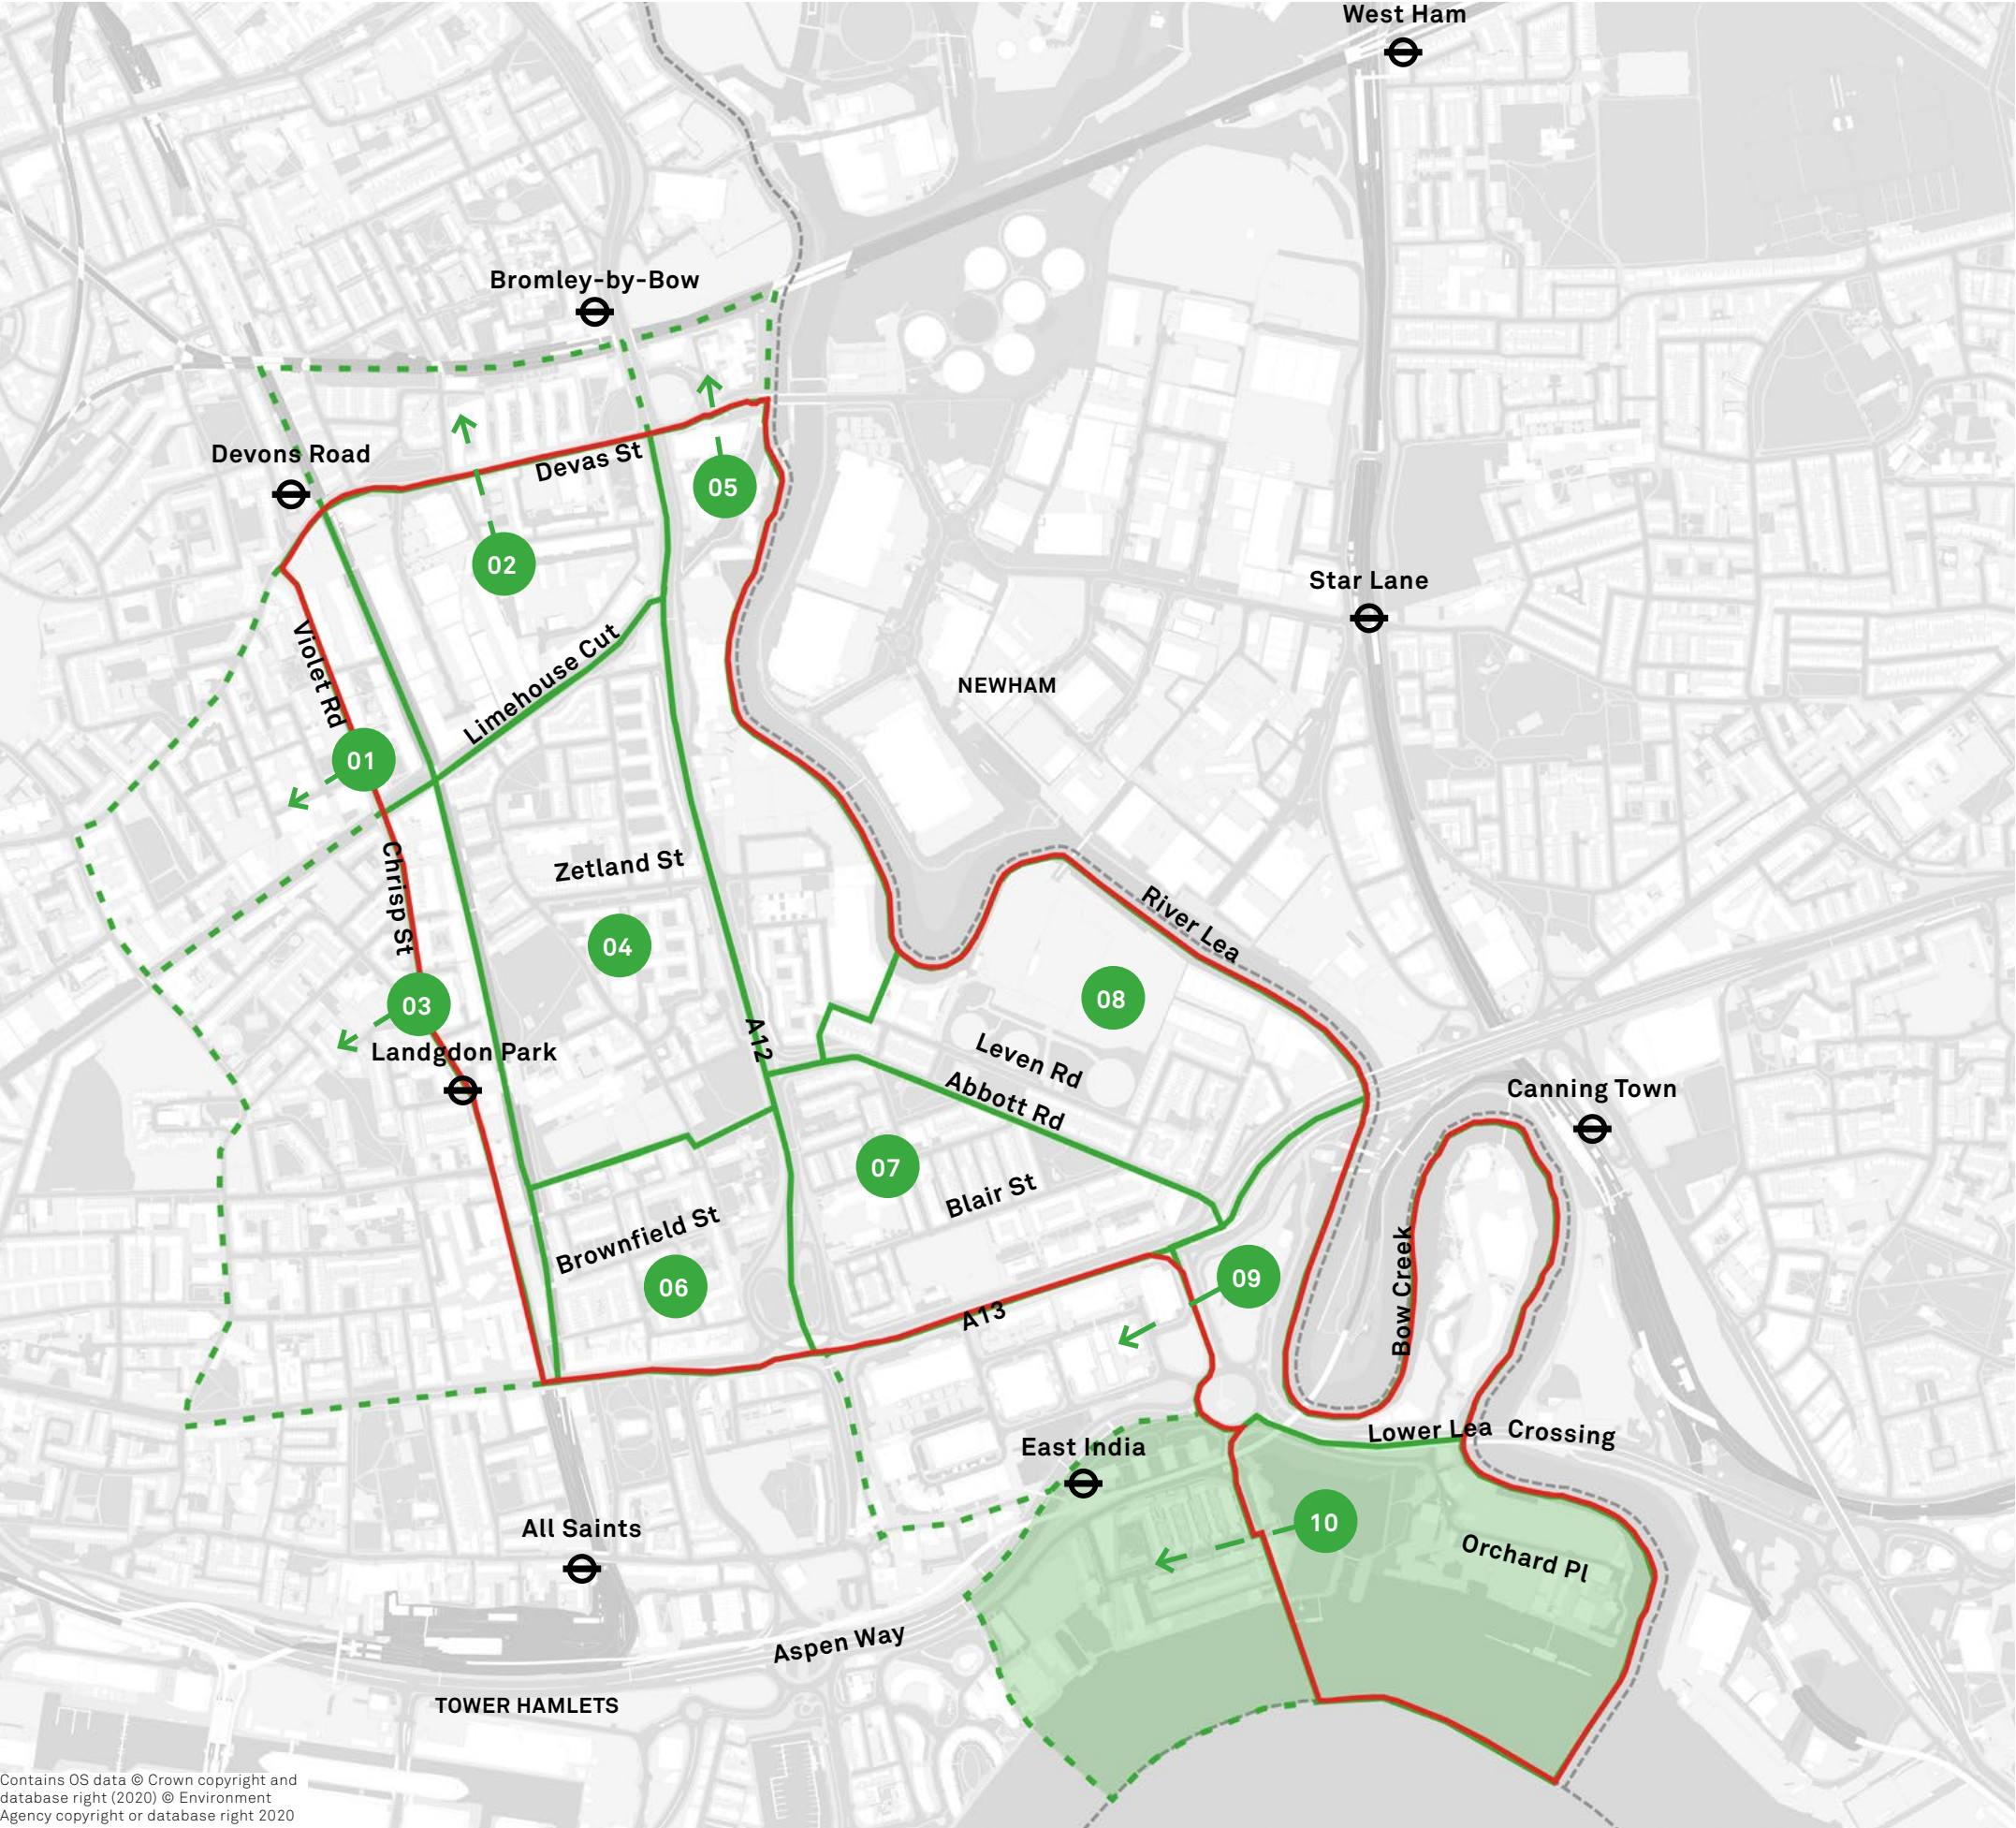 West Ham
Bromley-by-Bow
Devons Road
Devas St
05
02
Star Lane
Violet Rd
Limehouse Cut
NEWHAM
01
Chrisp St
Zetland St
River Lea
04
08
03
A12
Landgdon Park
Leven Rd
Abbott Rd
Canning Town
07
Blair St
Brownfield St
06
09
A13
Bow Creek
Lower Lea Crossing
East India
All Saints
10
Orchard Pl
Aspen Way
TOWER HAMLETS
Contains OS data © Crown copyright and
database right (2020) © Environment
Agency copyright or database right 2020